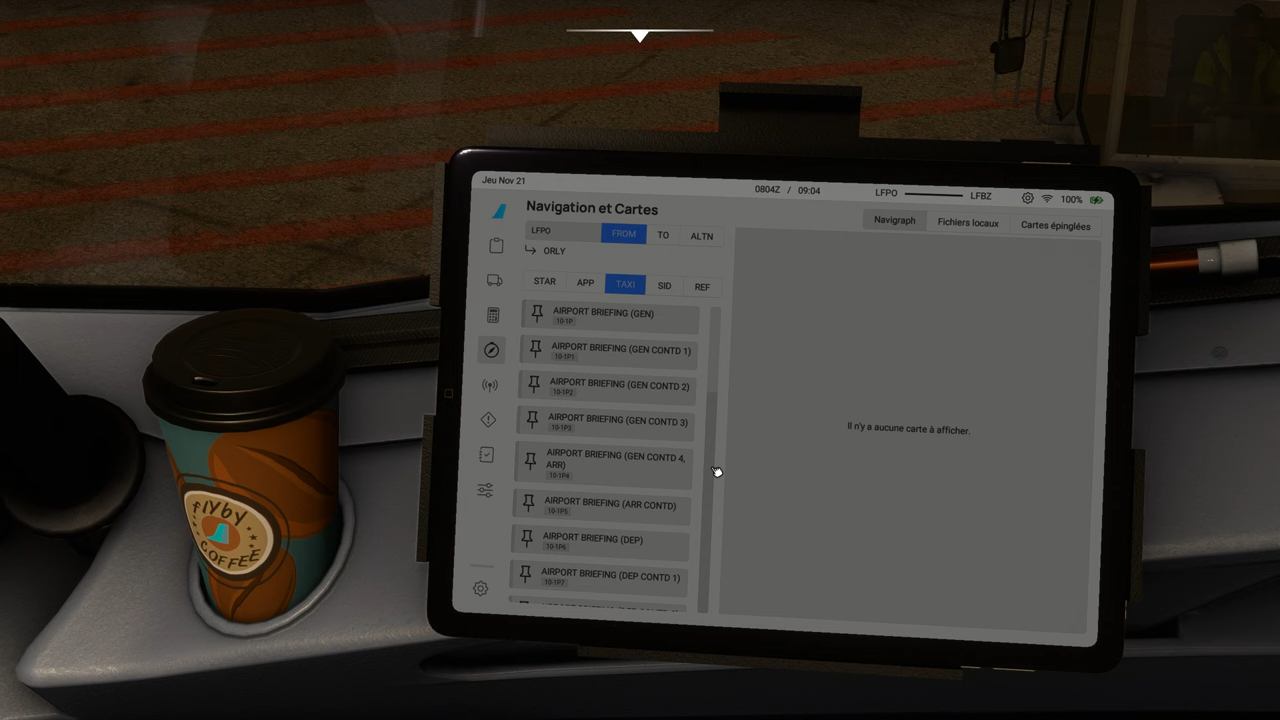 Jeu Nov 21
0804Z / 09:04
LFPO LFBZ
100%
Navigation et Cartes
Navigraph
Fichiers locaux
Cartes épinglées
LFPO
FROM
TO
ALTN
ORLY
STAR
APP
TAXI
SID
REF
AIRPORT BRIEFING (GEN)
10-1P
AIRPORT BRIEFING (GEN CONTD 1)
10-1P1
AIRPORT BRIEFING (GEN CONTD 2)
10-1P2
AIRPORT BRIEFING (GEN CONTD 3)
10-1P3
AIRPORT BRIEFING (GEN CONTD 4,
ARR)
10-1P4
AIRPORT BRIEFING (ARR CONTD)
10-1P5
AIRPORT BRIEFING (DEP)
10-1P6
AIRPORT BRIEFING (DEP CONTD 1)
10-1P7
Il n'y a aucune carte à afficher.
flyby
COFFEE